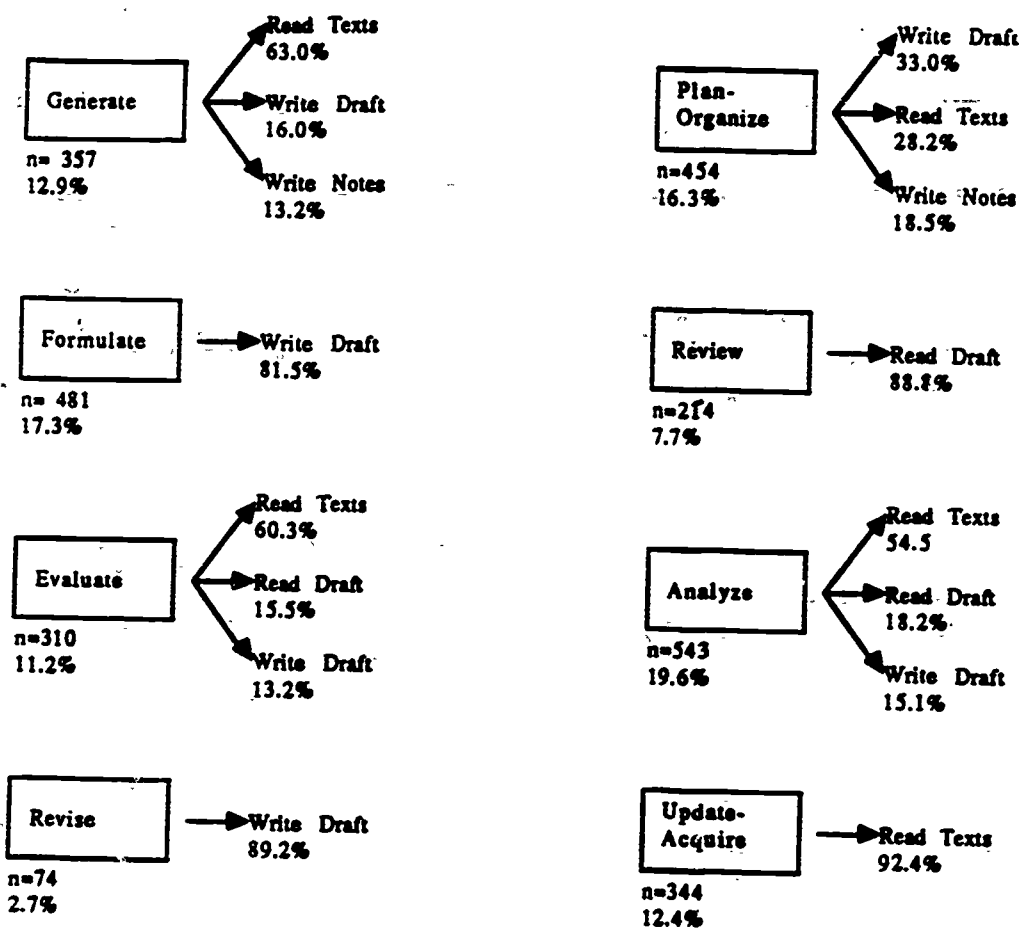 Generate
n= 357
12.9%
Read Texts
63.0%
Write Draft
16.0%
Write Notes
13.2%
Plan-
Organize
n=454
16.3%
Write Draft
33.0%
Read Texts
28.2%
Write Notes
18.5%
Formulate
n= 481
17.3%
Write Draft
81.5%
Review
n=214
7.7%
Read Draft
88.8%
Evaluate
n=310
11.2%
Read Texts
60.3%
Read Draft
15.5%
Write Draft
13.2%
Analyze
n=543
19.6%
Read Texts
54.5
Read Draft
18.2%
Write Draft
15.1%
Revise
n=74
2.7%
Write Draft
89.2%
Update-
Acquire
n=344
12.4%
Read Texts
92.4%